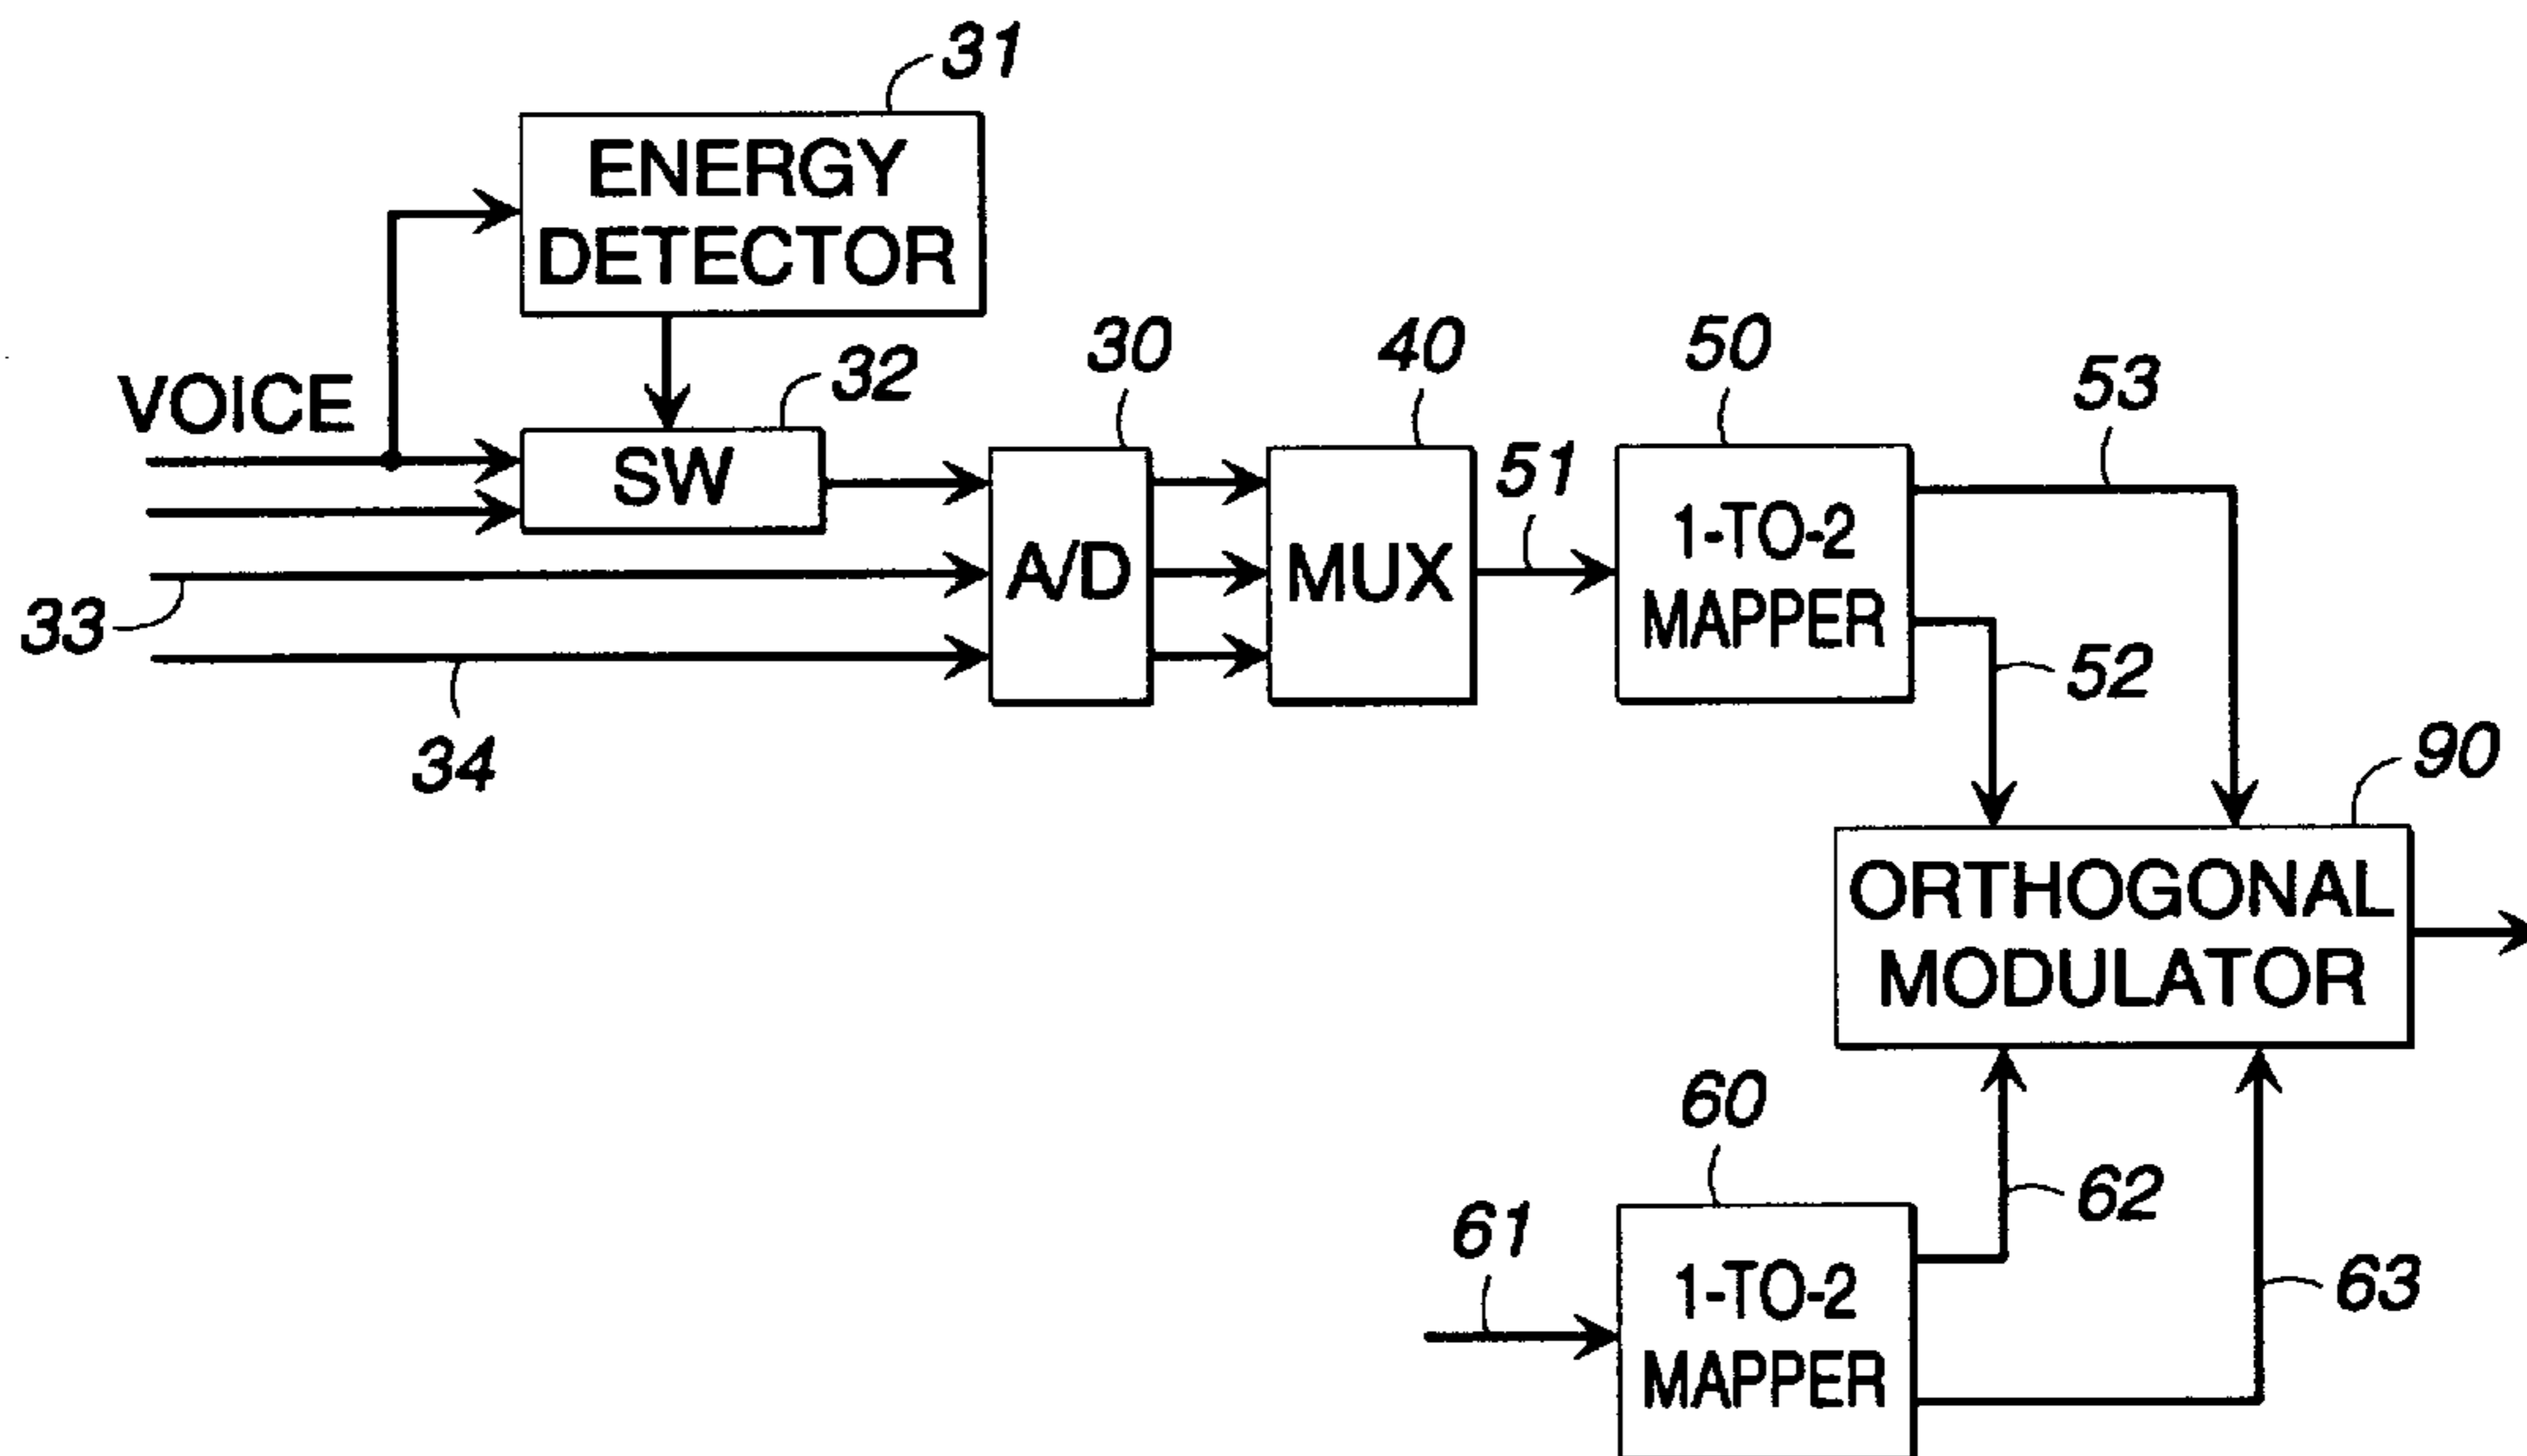 31
ENERGY
DETECTOR
VOICE
32
SW
30
40
50
53
33
34
A/D
MUX
51
1-TO-2
MAPPER
52
90
ORTHOGONAL
MODULATOR
60
61
62
63
1-TO-2
MAPPER